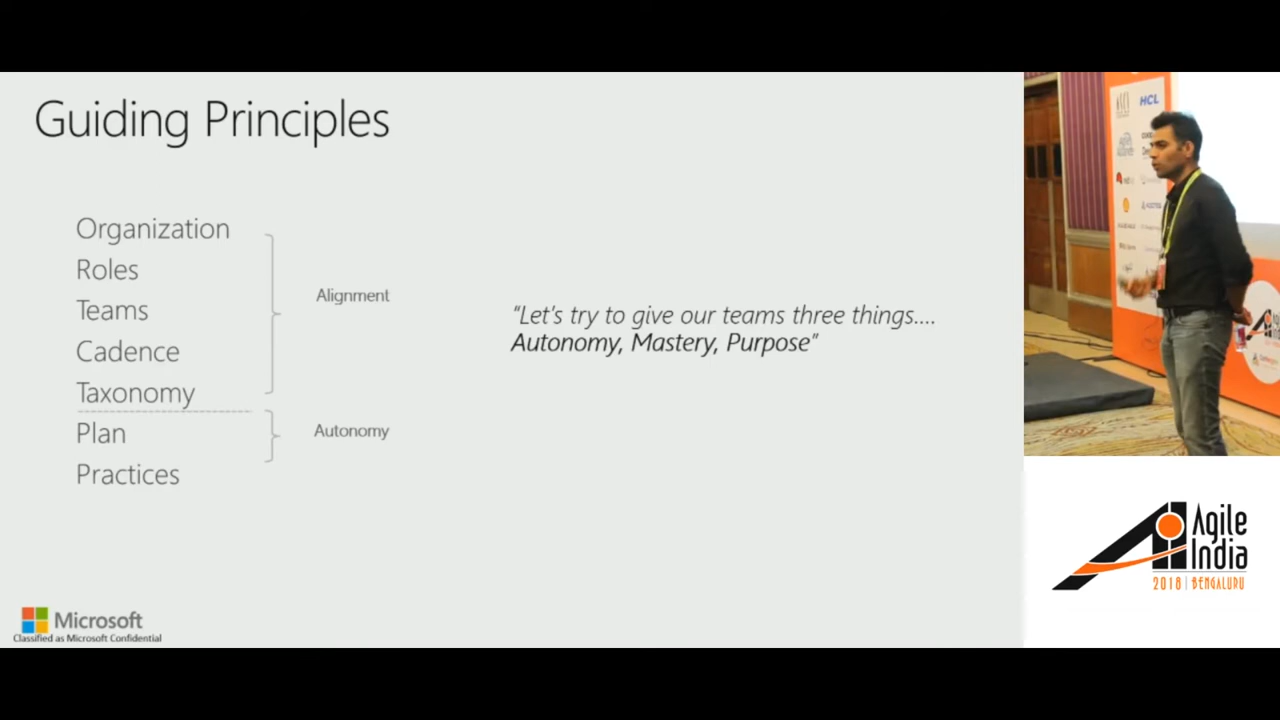 Guiding Principles
Organization
Roles
Teams
Cadence
Taxonomy
Plan
Practices
Alignment
Autonomy
"Let's try to give our teams three things....
Autonomy, Mastery, Purpose"
Microsoft
Classified as Microsoft Confidential
HCL
Agile
India
2018 | BENGALURU